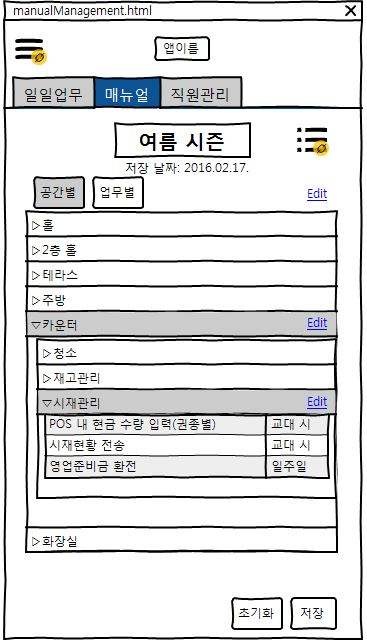 manualManagement.html
앱이름
일일업무 매뉴얼 직원관리
여름 시즌
저장 날짜: 2016.02.17.
공간별 업무별 Edit
▷홀
▷2층 홀
▷테라스
▷주방
▽카운터 Edit
▷청소
▷재고관리
▽시재관리 Edit
POS 내 현금 수량 입력(권종별) 교대 시
시재현황 전송 교대 시
영업준비금 환전 일주일
▷화장실
초기화 저장